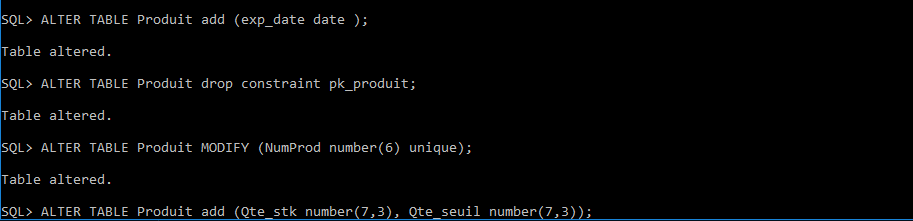 SQL> ALTER TABLE Produit add (exp_date date );
Table altered.
SQL> ALTER TABLE Produit drop constraint pk_produit;
Table altered.
SQL> ALTER TABLE Produit MODIFY (NumProd number(6) unique);
Table altered.
SQL> ALTER TABLE Produit add (Qte_stk number(7,3), Qte_seuil number(7,3));